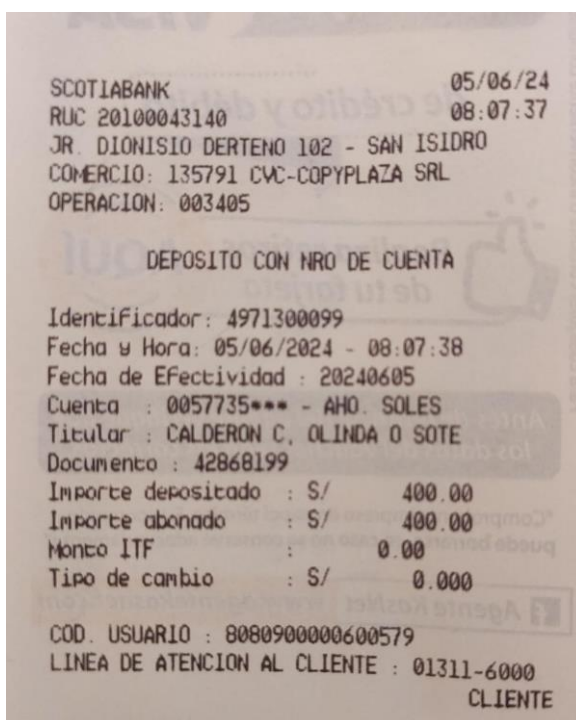 SCOTIABANK 05/06/24
RUC 20100043140 08:07:37
JR. DIONISIO DERTENO 102 - SAN ISIDRO
COMERCIO: 135791 CVC-COPYPLAZA SRL
OPERACION: 003405
DEPOSITO CON NRO DE CUENTA
Identificador: 4971300099
Fecha y Hora: 05/06/2024 - 08:07:38
Fecha de Efectividad : 20240605
Cuenta : 0057735*** - AHO. SOLES
Titular : CALDERON C, OLINDA O SOTE
Documento : 42868199
Importe depositado : S/ 400.00
Importe abonado : S/ 400.00
Monto ITF : 0.00
Tipo de cambio : S/ 0.000
COD. USUARIO : 8080900000600579
LINEA DE ATENCION AL CLIENTE : 01311-6000
CLIENTE